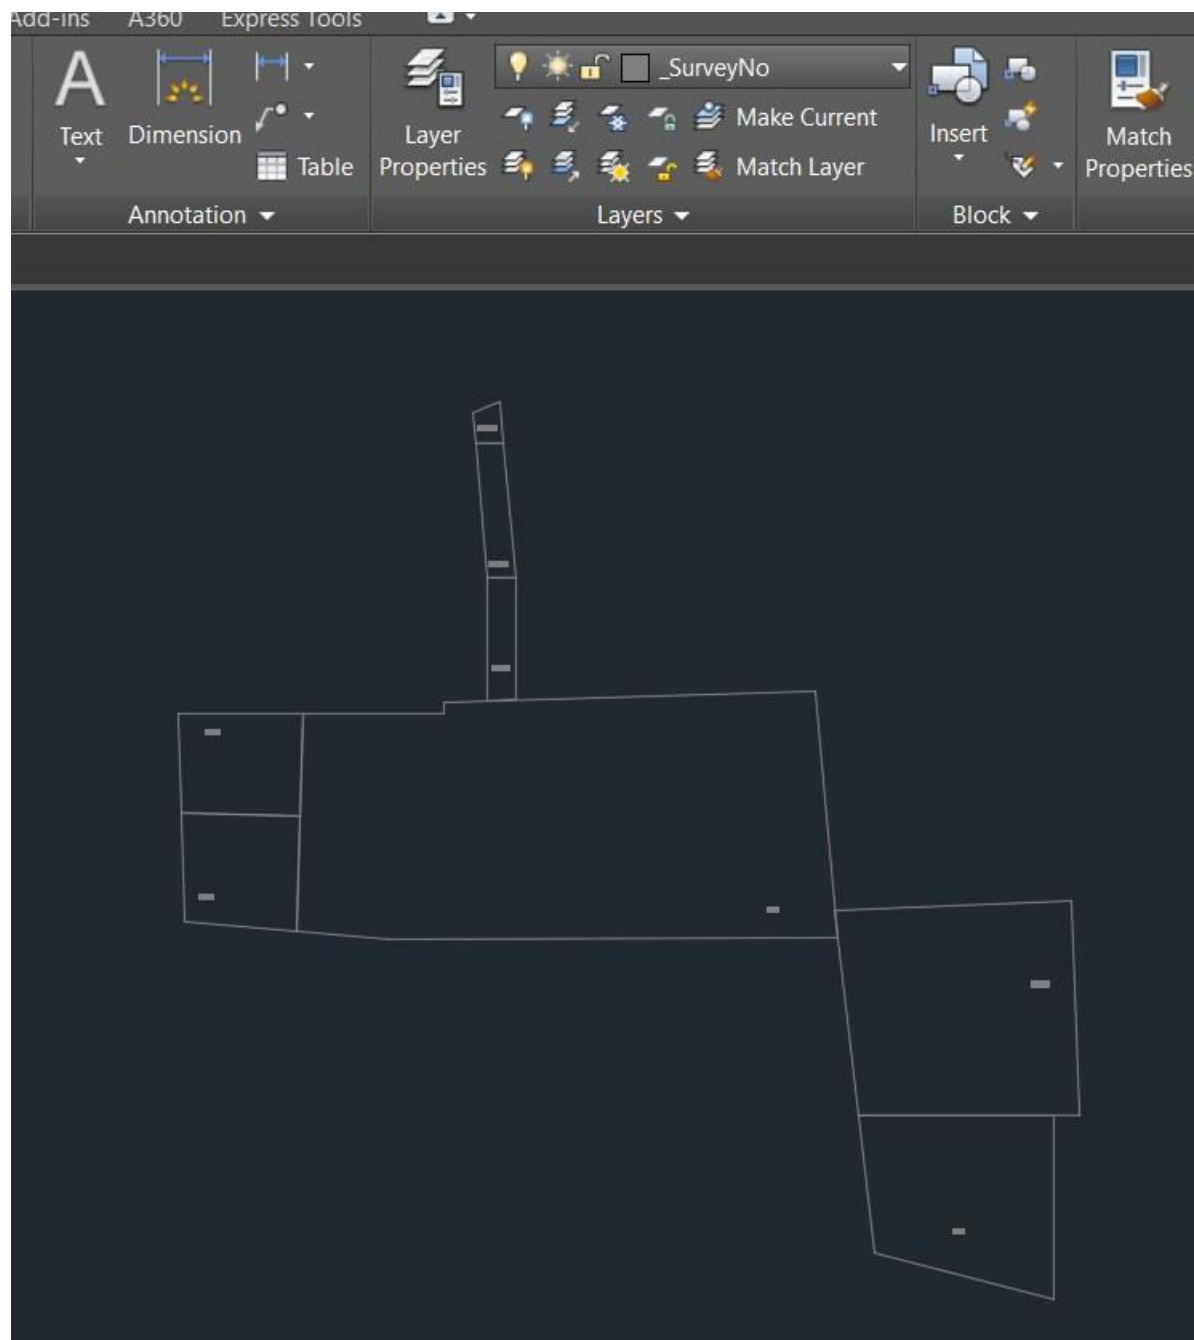 Add-ins A360 Express Tools
_SurveyNo
Text Dimension Layer Make Current Insert Match
Table Properties Match Layer Properties
Annotation Layers Block